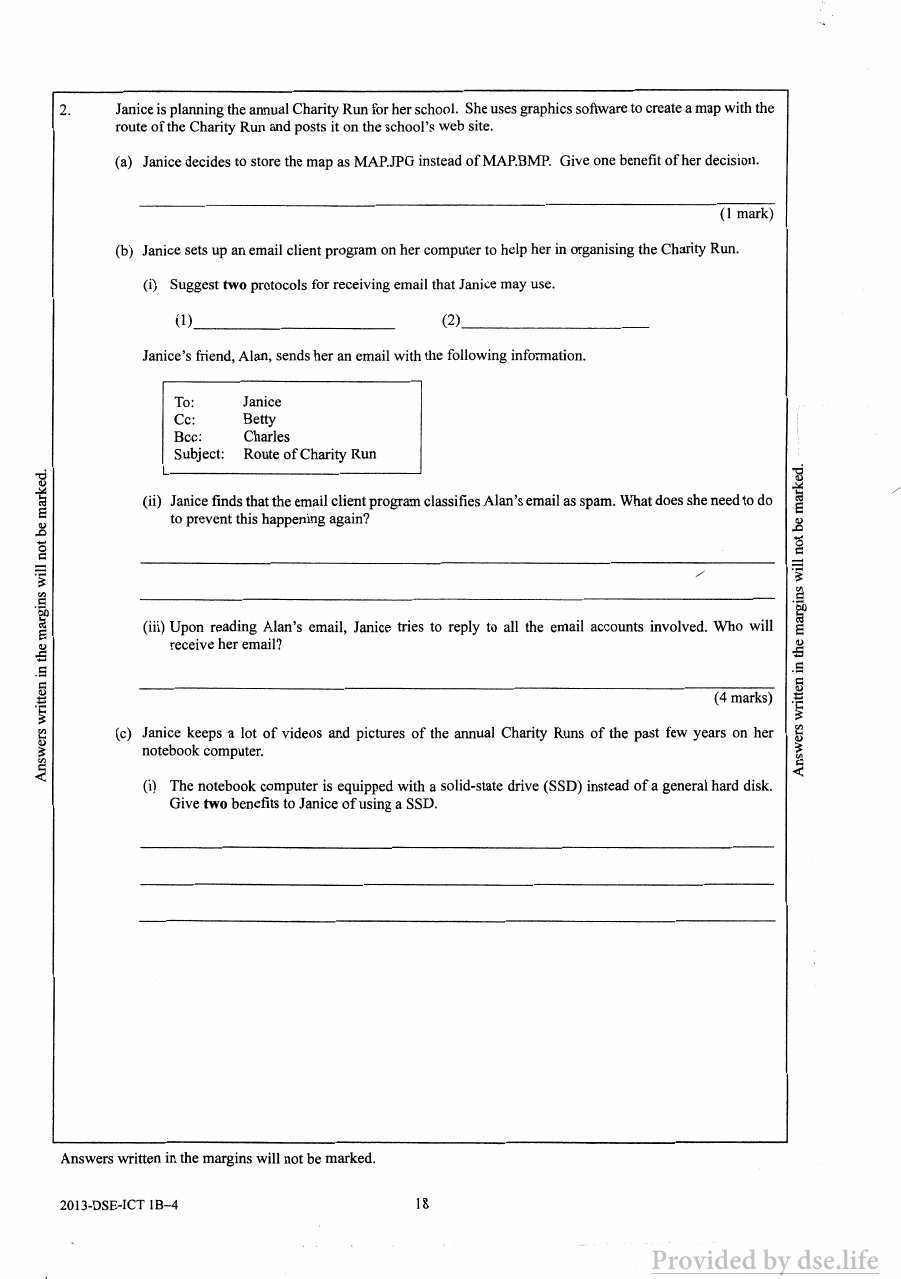 2. Janice is planning the annual Charity Run for her school. She uses graphics software to create a map with the
route of the Charity Run and posts it on the school's web site.
(a) Janice decides to store the map as MAP.JPG instead of MAP.BMP. Give one benefit of her decision.
(1 mark)
(b) Janice sets up an email client program on her computer to help her in organising the Charity Run.
(i) Suggest two protocols for receiving email that Janice may use.
(1) (2)
Janice's friend, Alan, sends her an email with the following information.
To: Janice
Cc: Betty
Bcc: Charles
Subject: Route of Charity Run
(ii) Janice finds that the email client program classifies Alan's email as spam. What does she need to do
to prevent this happening again?
(iii) Upon reading Alan's email, Janice tries to reply to all the email accounts involved. Who will
receive her email?
(4 marks)
(c) Janice keeps a lot of videos and pictures of the annual Charity Runs of the past few years on her
notebook computer.
(i) The notebook computer is equipped with a solid-state drive (SSD) instead of a general hard disk.
Give two benefits to Janice of using a SSD.
Answers written in the margins will not be marked.
Answers written in the margins will not be marked.
Answers written in the margins will not be marked.
2013-DSE-ICT 1B–4 18
Provided by dse.life